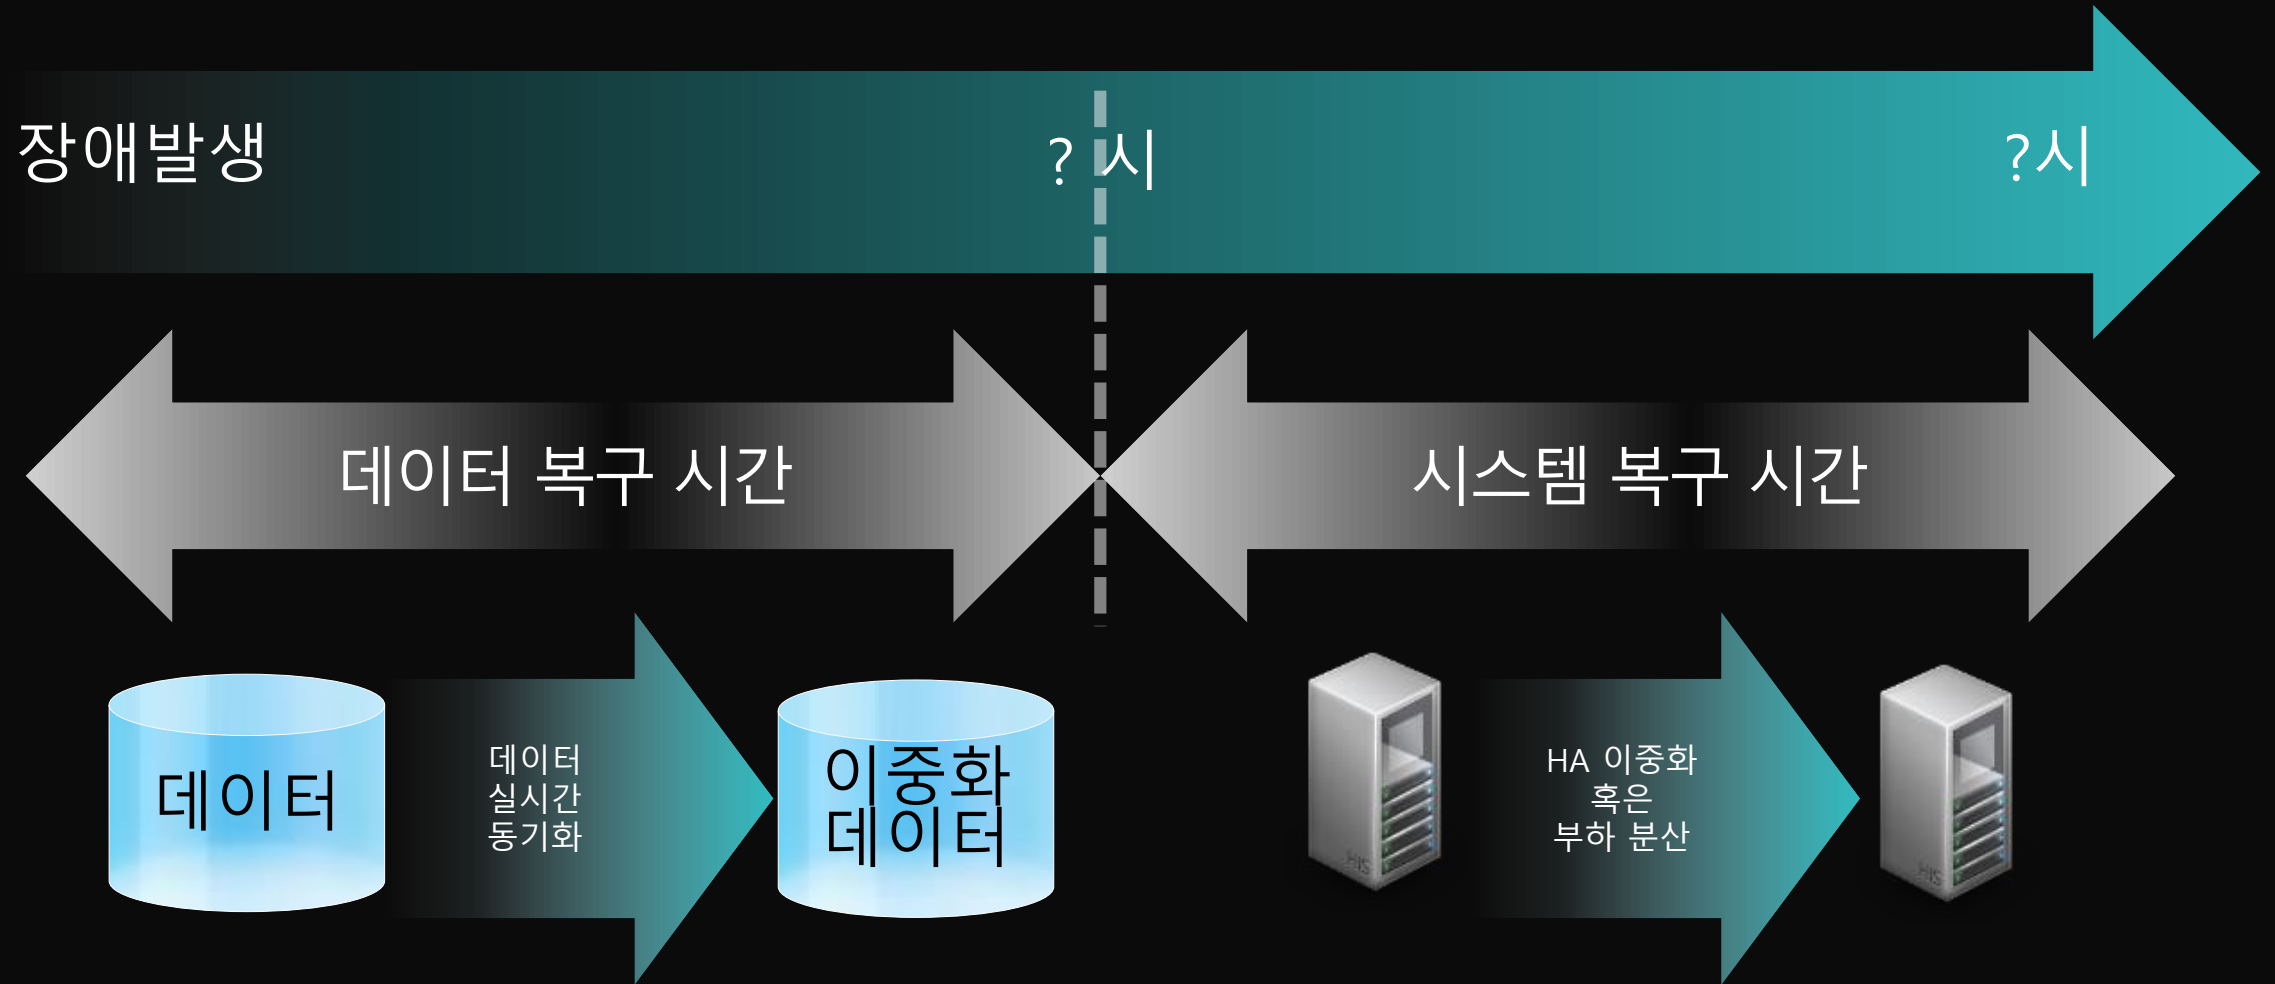 장애발생
? 시
?시
데이터 복구 시간
시스템 복구 시간
데이터
데이터
실시간
동기화
이중화
데이터
HIS
HA 이중화
혹은
부하 분산
HIS